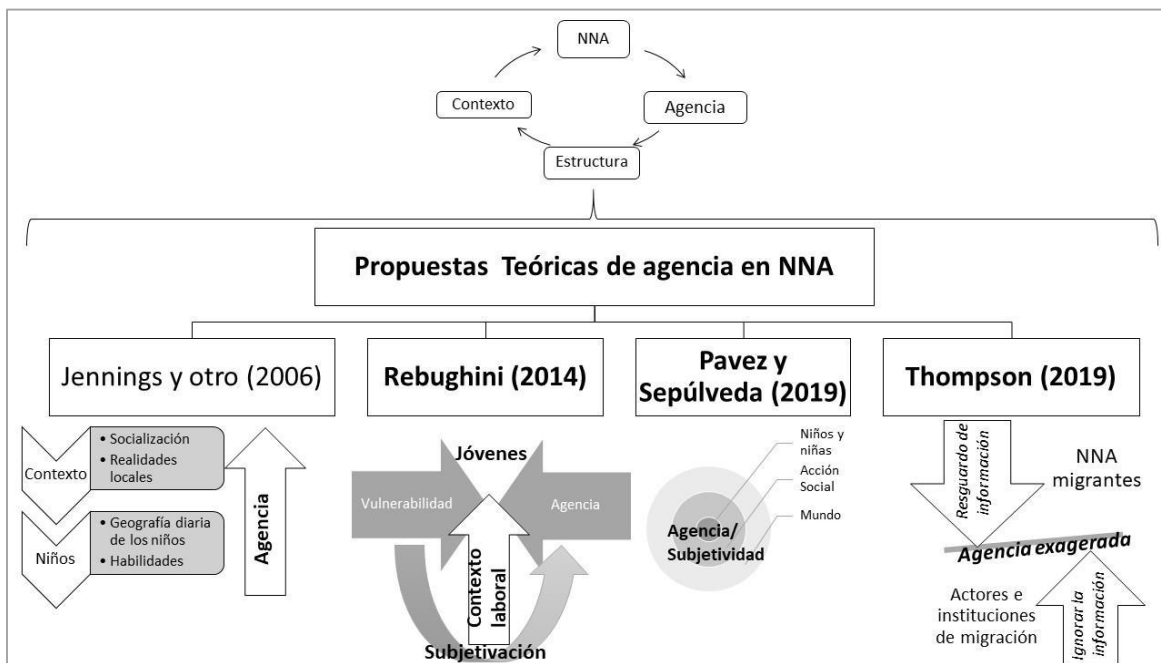 NNA
Contexto
Agencia
Estructura
Propuestas Teóricas de agencia en NNA
Jennings y otro (2006)
Contexto
• Socialización
• Realidades
locales
Niños
• Geografía diaria
de los niños
• Habilidades
Agencia
Rebughini (2014)
Jóvenes
Vulnerabilidad
Agencia
Contexto
laboral
Subjetivación
Pavez y
Sepúlveda (2019)
Niños y
niñas
Acción
Social
Mundo
Agencia/
Subjetividad
Thompson (2019)
Resguardo de
información
NNA
migrantes
Agencia exagerada
Actores e
instituciones
de migración
Ignorar la
información